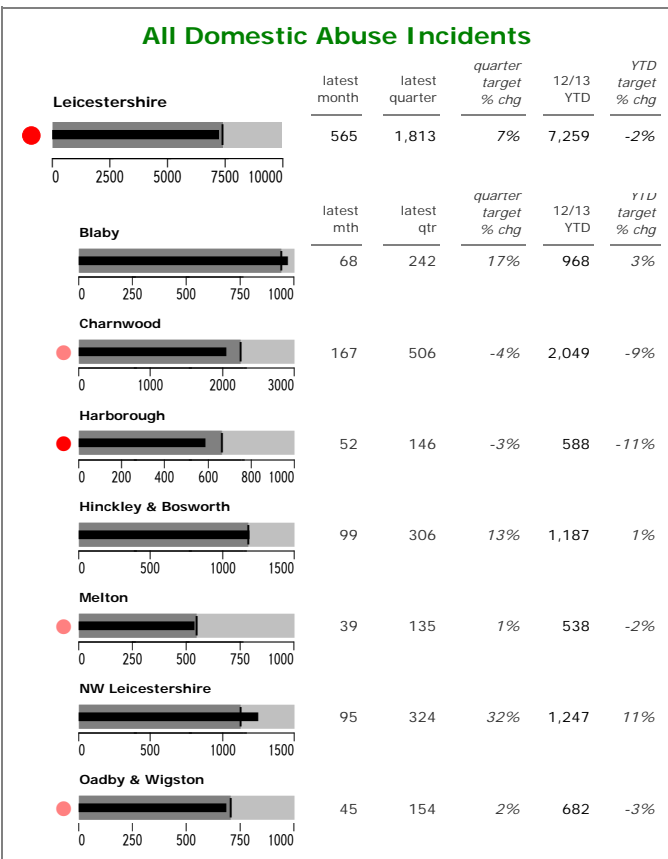 All Domestic Abuse Incidents
latest month latest quarter quarter target % chg 12/13 YTD YTD target % chg
Leicestershire
565 1,813 7% 7,259 -2%
0 2500 5000 7500 10000
latest mth latest qtr quarter target % chg 12/13 YTD YTD target % chg
Blaby
68 242 17% 968 3%
0 250 500 750 1000
Charnwood
167 506 -4% 2,049 -9%
0 1000 2000 3000
Harborough
52 146 -3% 588 -11%
0 200 400 600 800 1000
Hinckley & Bosworth
99 306 13% 1,187 1%
0 500 1000 1500
Melton
39 135 1% 538 -2%
0 250 500 750 1000
NW Leicestershire
95 324 32% 1,247 11%
0 500 1000 1500
Oadby & Wigston
45 154 2% 682 -3%
0 250 500 750 1000